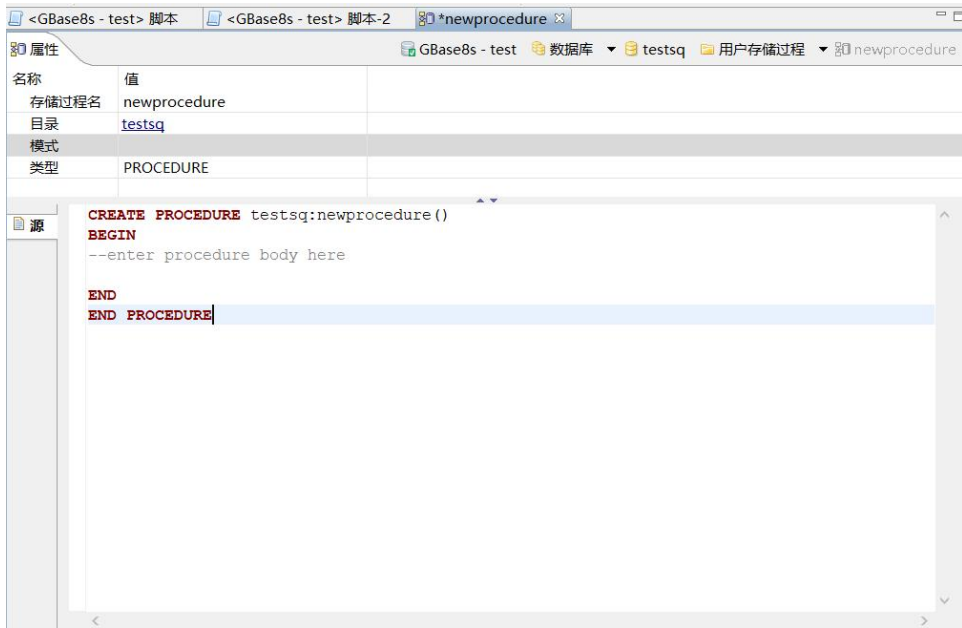 <GBase8s - test> 脚本 <GBase8s - test> 脚本-2 *newprocedure
属性 GBase8s - test 数据库 testsq 用户存储过程 newprocedure
名称 值
存储过程名 newprocedure
目录 testsq
模式
类型 PROCEDURE
源
CREATE PROCEDURE testsq:newprocedure()
BEGIN
--enter procedure body here
END
END PROCEDURE